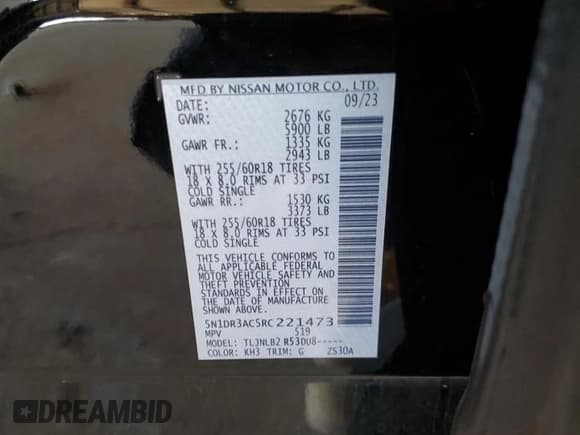 MFD BY NISSAN MOTOR CO., LTD.
DATE: 09/23
GVWR: 2676 KG
5900 LB
GAWR FR.: 1335 KG
2943 LB
WITH 255/60R18 TIRES
18 X 8.0 RIMS AT 33 PSI
COLD SINGLE
GAWR RR.: 1530 KG
3373 LB
WITH 255/60R18 TIRES
18 X 8.0 RIMS AT 33 PSI
COLD SINGLE
THIS VEHICLE CONFORMS TO
ALL APPLICABLE FEDERAL
MOTOR VEHICLE SAFETY AND
THEFT PREVENTION
STANDARDS IN EFFECT ON
THE DATE OF MANUFACTURE
SHOWN ABOVE.
5N1DR3AC5RC221473
MPV 519
MODEL: TLJNLB2 R53DU8-----
COLOR: KH3 TRIM: G ZS30A
DREAMBID